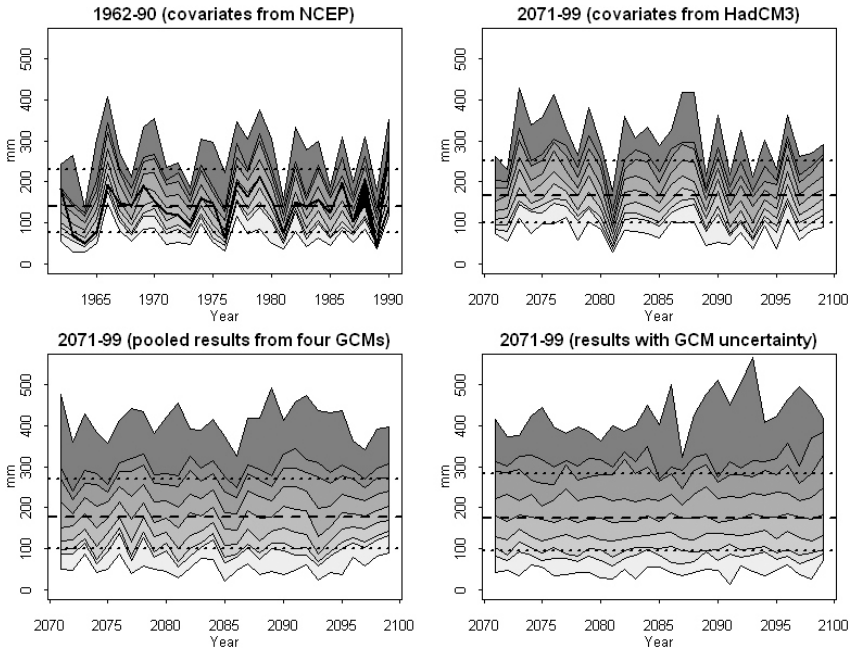 1962-90 (covariates from NCEP)
mm
0 100 200 300 400 500
1965 1970 1975 1980 1985 1990
Year
2071-99 (covariates from HadCM3)
mm
0 100 200 300 400 500
2070 2075 2080 2085 2090 2095 2100
Year
2071-99 (pooled results from four GCMs)
mm
0 100 200 300 400 500
2070 2075 2080 2085 2090 2095 2100
Year
2071-99 (results with GCM uncertainty)
mm
0 100 200 300 400 500
2070 2075 2080 2085 2090 2095 2100
Year